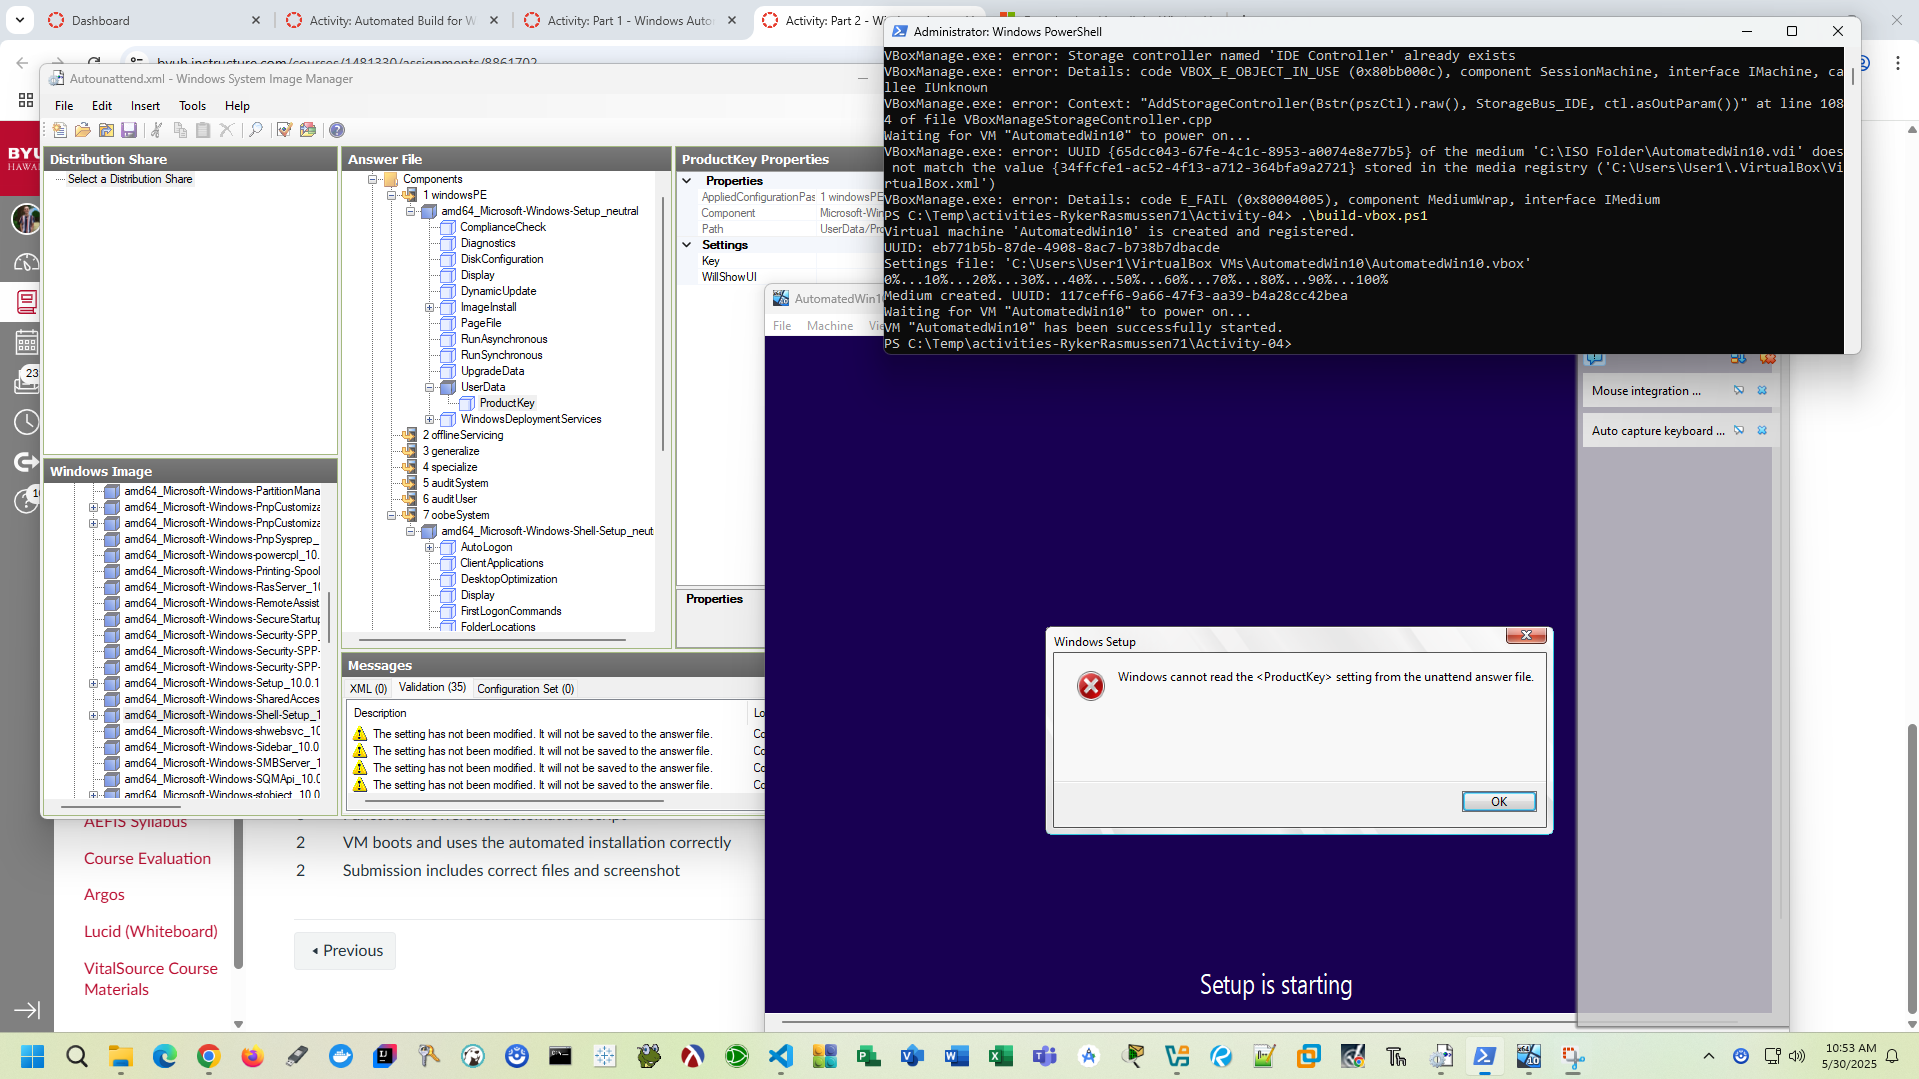 Dashboard
Activity: Automated Build for W
Activity: Part 1 - Windows Auto
Activity: Part 2 - W
byuh.instructure.com/courses/1481330/assignments/8861702
Autounattend.xml - Windows System Image Manager
File Edit Insert Tools Help
Distribution Share
Select a Distribution Share
Windows Image
amd64_Microsoft-Windows-PartitionMana
amd64_Microsoft-Windows-PnpCustomiza
amd64_Microsoft-Windows-PnpCustomiza
amd64_Microsoft-Windows-PnpSysprep_
amd64_Microsoft-Windows-powercpl_10.
amd64_Microsoft-Windows-Printing-Spool
amd64_Microsoft-Windows-RasServer_10
amd64_Microsoft-Windows-RemoteAssist
amd64_Microsoft-Windows-SecureStartup
amd64_Microsoft-Windows-Security-SPP_
amd64_Microsoft-Windows-Security-SPP-
amd64_Microsoft-Windows-Security-SPP-
amd64_Microsoft-Windows-Setup_10.0.1
amd64_Microsoft-Windows-SharedAcces
amd64_Microsoft-Windows-Shell-Setup_1
amd64_Microsoft-Windows-shwebsvc_10
amd64_Microsoft-Windows-Sidebar_10.0
amd64_Microsoft-Windows-SMBServer_1
amd64_Microsoft-Windows-SQMApi_10.0
amd64_Microsoft-Windows-stobject_10.0
Answer File
Components
1 windowsPE
amd64_Microsoft-Windows-Setup_neutral
ComplianceCheck
Diagnostics
DiskConfiguration
Display
DynamicUpdate
ImageInstall
PageFile
RunAsynchronous
RunSynchronous
UpgradeData
UserData
ProductKey
WindowsDeploymentServices
2 offlineServicing
3 generalize
4 specialize
5 auditSystem
6 auditUser
7 oobeSystem
amd64_Microsoft-Windows-Shell-Setup_neut
AutoLogon
ClientApplications
DesktopOptimization
Display
FirstLogonCommands
FolderLocations
ProductKey Properties
Properties
AppliedConfigurationPas 1 windowsPE
Component Microsoft-Win
Path UserData/Pro
Settings
Key
WillShowUI
Properties
Messages
XML (0) Validation (35) Configuration Set (0)
Description Lo
The setting has not been modified. It will not be saved to the answer file. Co
The setting has not been modified. It will not be saved to the answer file. Co
The setting has not been modified. It will not be saved to the answer file. Co
The setting has not been modified. It will not be saved to the answer file. Co
Administrator: Windows PowerShell
VBoxManage.exe: error: Storage controller named 'IDE Controller' already exists
VBoxManage.exe: error: Details: code VBOX_E_OBJECT_IN_USE (0x80bb000c), component SessionMachine, interface IMachine, ca
llee IUnknown
VBoxManage.exe: error: Context: "AddStorageController(Bstr(pszCtl).raw(), StorageBus_IDE, ctl.asOutParam())" at line 108
4 of file VBoxManageStorageController.cpp
Waiting for VM "AutomatedWin10" to power on...
VBoxManage.exe: error: UUID {65dcc043-67fe-4c1c-8953-a0074e8e77b5} of the medium 'C:\ISO Folder\AutomatedWin10.vdi' does
not match the value {34ffcfe1-ac52-4f13-a712-364bfa9a2721} stored in the media registry ('C:\Users\User1\.VirtualBox\Vi
rtualBox.xml')
VBoxManage.exe: error: Details: code E_FAIL (0x80004005), component MediumWrap, interface IMedium
PS C:\Temp\activities-RykerRasmussen71\Activity-04> .\build-vbox.ps1
Virtual machine 'AutomatedWin10' is created and registered.
UUID: eb771b5b-87de-4908-8ac7-b738b7dbacde
Settings file: 'C:\Users\User1\VirtualBox VMs\AutomatedWin10\AutomatedWin10.vbox'
0%...10%...20%...30%...40%...50%...60%...70%...80%...90%...100%
Medium created. UUID: 117ceff6-9a66-47f3-aa39-b4a28cc42bea
Waiting for VM "AutomatedWin10" to power on...
VM "AutomatedWin10" has been successfully started.
PS C:\Temp\activities-RykerRasmussen71\Activity-04>
AutomatedWin1
File Machine
Mouse integration ...
Auto capture keyboard ...
Windows Setup
Windows cannot read the <ProductKey> setting from the unattend answer file.
OK
Setup is starting
BYU
HAWAI
23
AEFIS Syllabus
Course Evaluation
Argos
Lucid (Whiteboard)
VitalSource Course
Materials
2 VM boots and uses the automated installation correctly
2 Submission includes correct files and screenshot
Previous
10:53 AM
5/30/2025